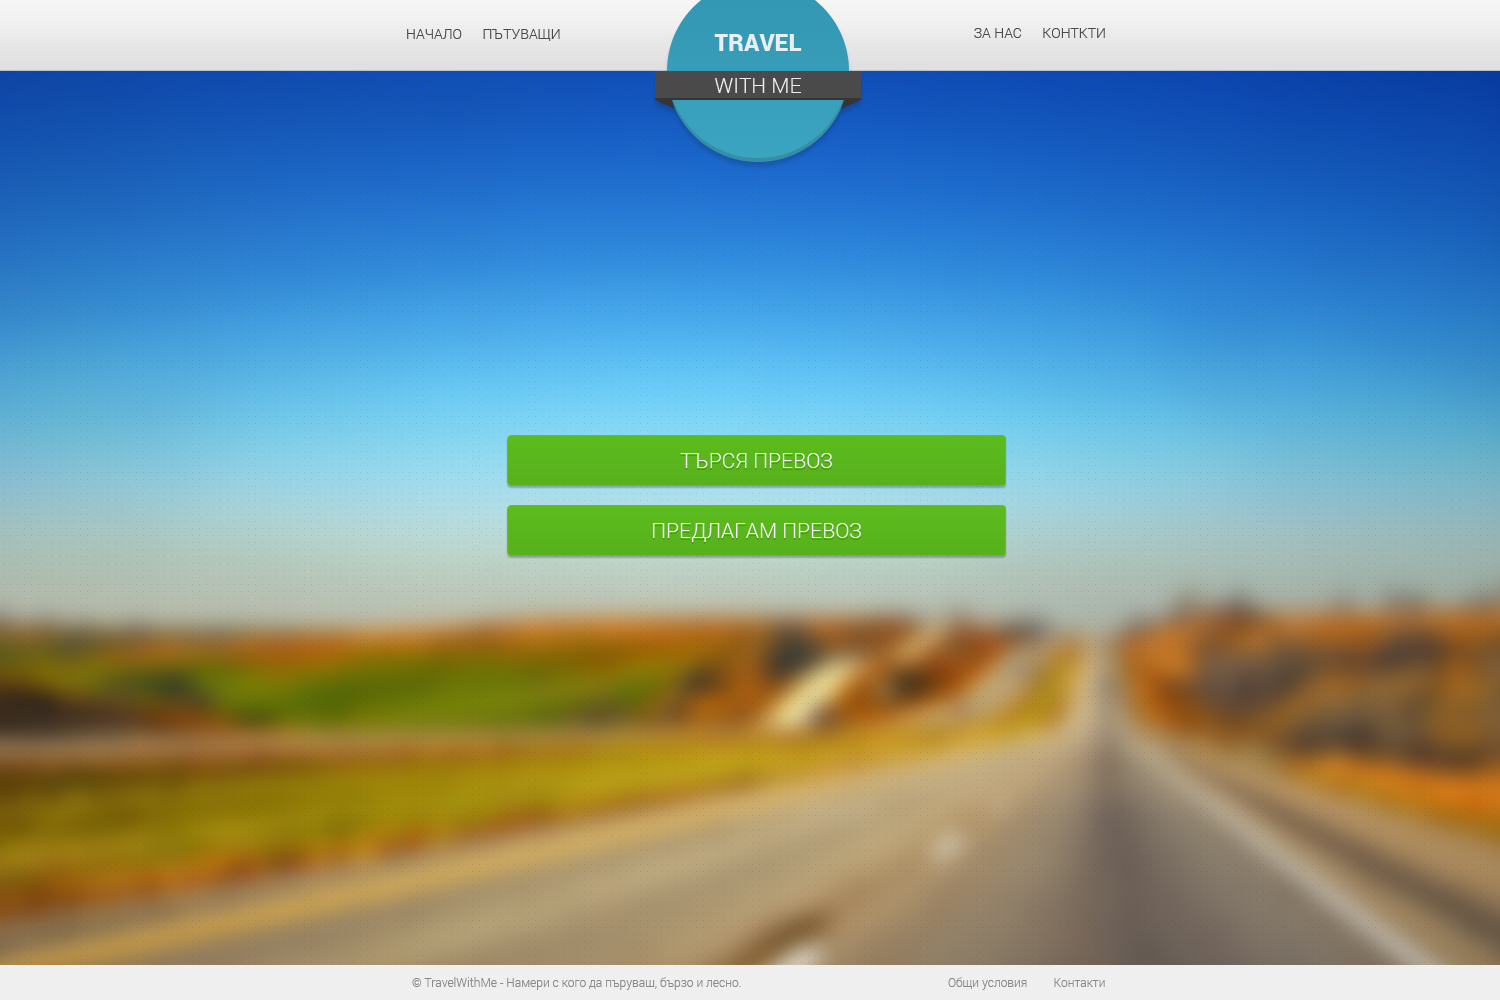 НАЧАЛО ПЪТУВАЩИ
TRAVEL
WITH ME
ЗА НАС КОНТКТИ
ТЪРСЯ ПРЕВОЗ
ПРЕДЛАГАМ ПРЕВОЗ
© TravelWithMe - Намери с кого да пъруваш, бързо и лесно.
Общи условия Контакти